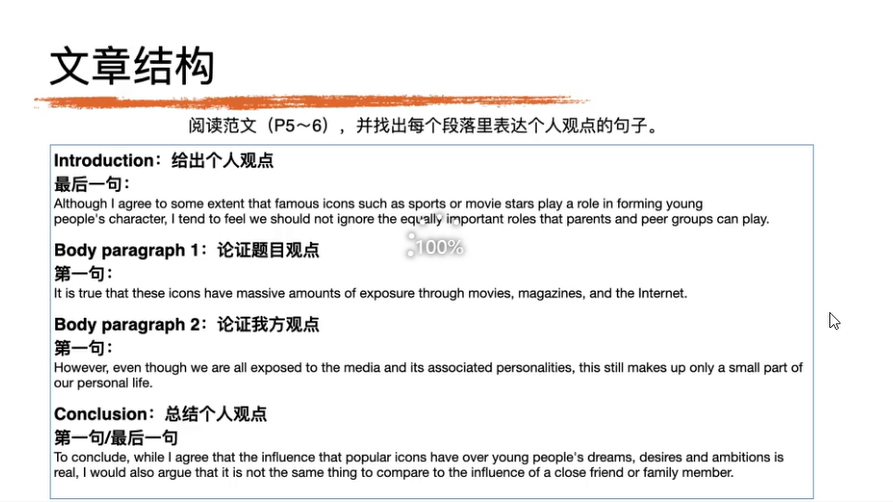 文章结构
阅读范文（P5～6），并找出每个段落里表达个人观点的句子。
Introduction：给出个人观点
最后一句：
Although I agree to some extent that famous icons such as sports or movie stars play a role in forming young
people's character, I tend to feel we should not ignore the equally important roles that parents and peer groups can play.
100%
Body paragraph 1：论证题目观点
第一句：
It is true that these icons have massive amounts of exposure through movies, magazines, and the Internet.
Body paragraph 2：论证我方观点
第一句：
However, even though we are all exposed to the media and its associated personalities, this still makes up only a small part of
our personal life.
Conclusion：总结个人观点
第一句/最后一句
To conclude, while I agree that the influence that popular icons have over young people's dreams, desires and ambitions is
real, I would also argue that it is not the same thing to compare to the influence of a close friend or family member.